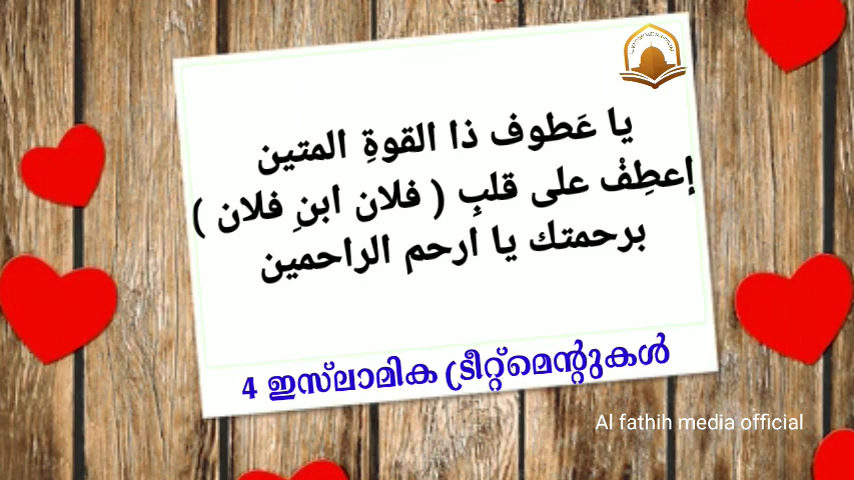 يا عَطوف ذا القوةِ المتين
إعطِفْ على قلبِ ( فلان ابنِ فلان )
برحمتك يا ارحم الراحمين
4 ഇസ്ലാമിക ട്രീറ്റ്മെന്റുകൾ
Al fathih media official